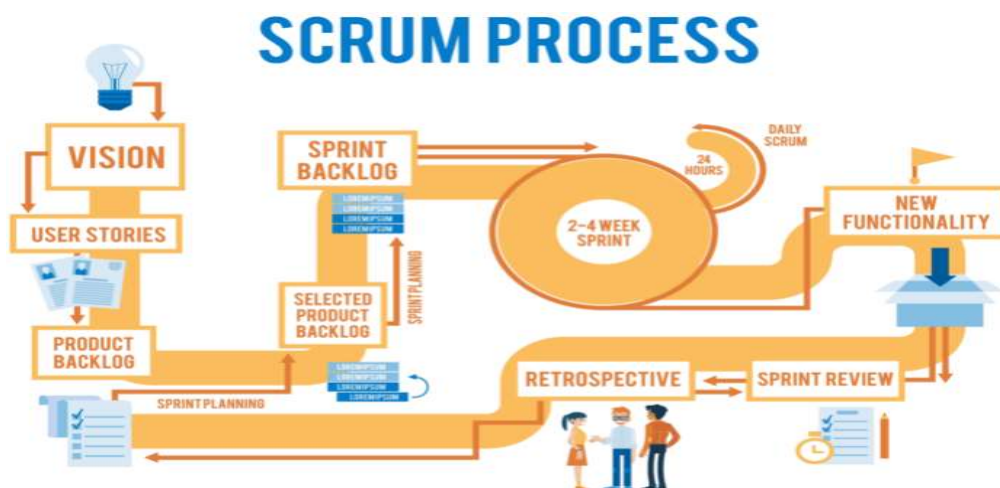 SCRUM PROCESS
VISION
USER STORIES
PRODUCT
BACKLOG
SPRINT PLANNING
SELECTED
PRODUCT
BACKLOG
LOREMIPSUM
LOREMIPSUM
LOREMIPSUM
LOREMIPSUM
SPRINT PLANNING
SPRINT
BACKLOG
LOREMIPSUM
LOREMIPSUM
LOREMIPSUM
LOREMIPSUM
2-4 WEEK
SPRINT
24
HOURS
DAILY
SCRUM
NEW
FUNCTIONALITY
SPRINT REVIEW
RETROSPECTIVE